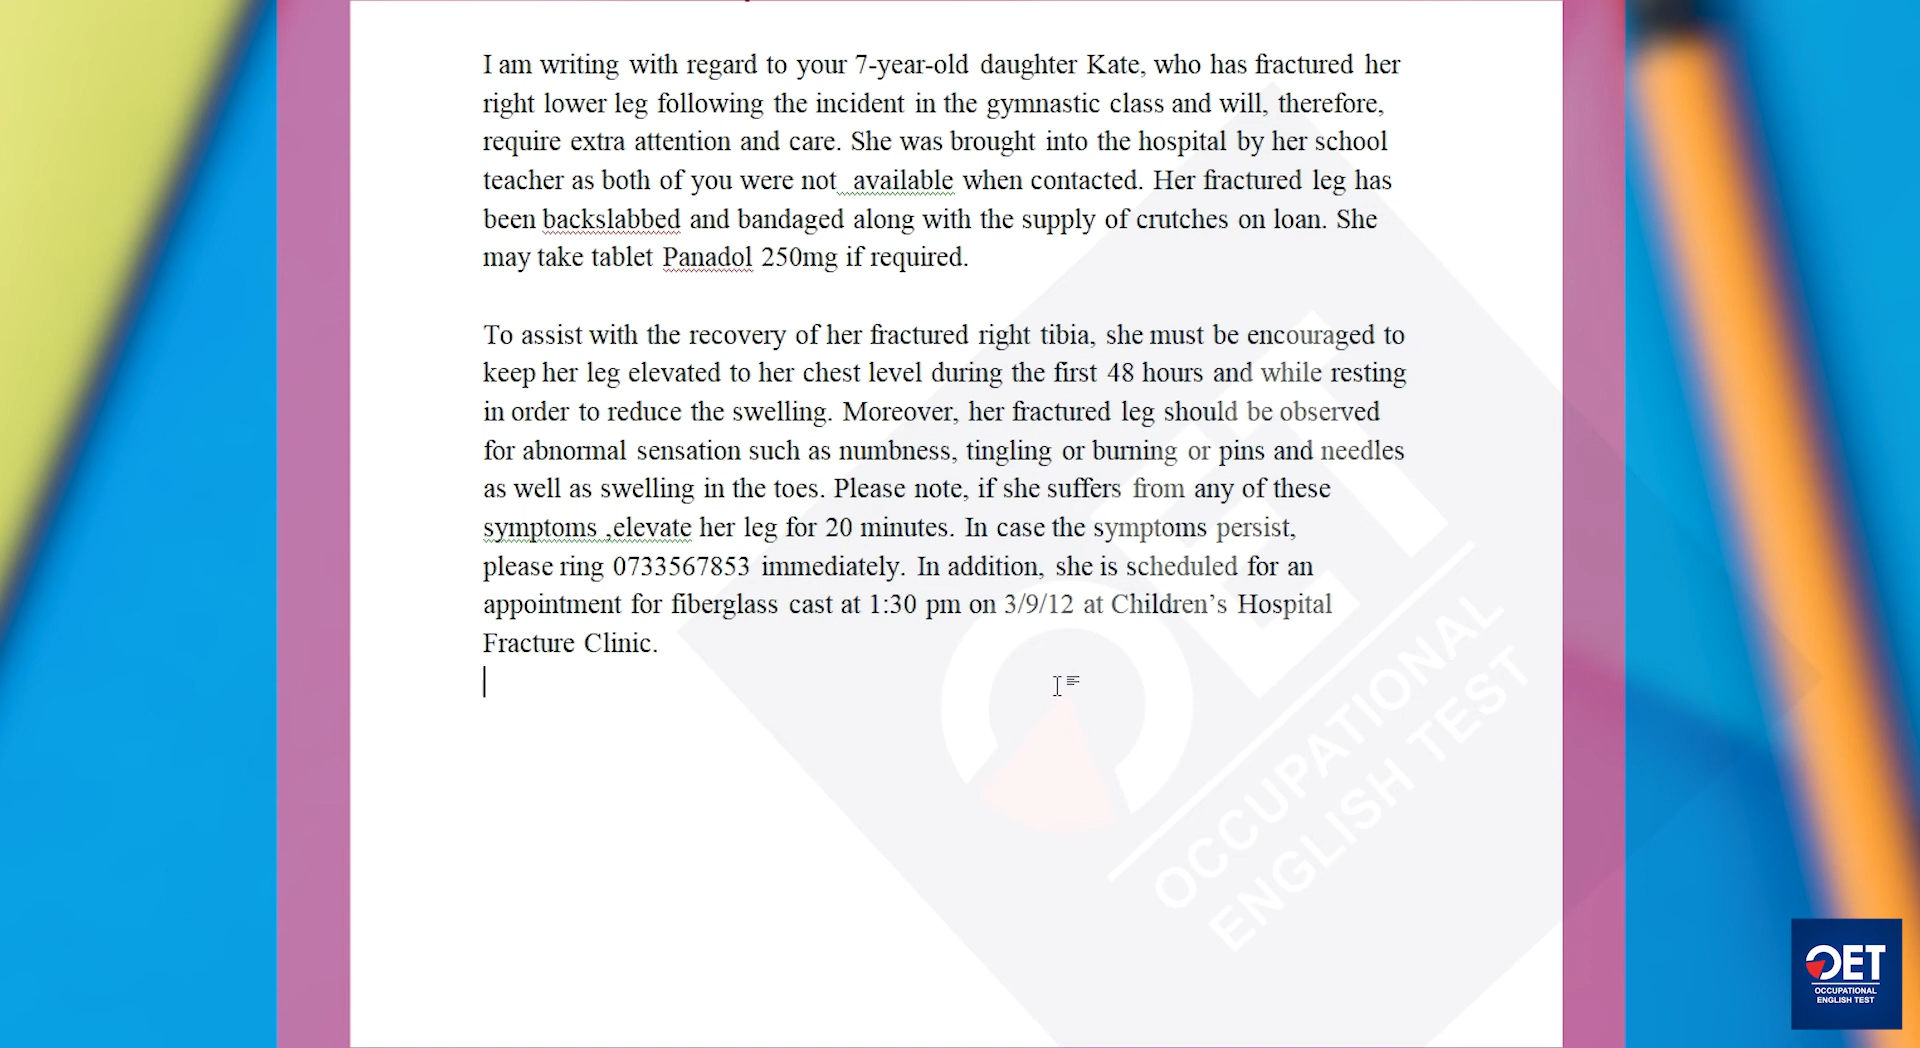 I am writing with regard to your 7-year-old daughter Kate, who has fractured her
right lower leg following the incident in the gymnastic class and will, therefore,
require extra attention and care. She was brought into the hospital by her school
teacher as both of you were not  available when contacted. Her fractured leg has
been backslabbed and bandaged along with the supply of crutches on loan. She
may take tablet Panadol 250mg if required.
To assist with the recovery of her fractured right tibia, she must be encouraged to
keep her leg elevated to her chest level during the first 48 hours and while resting
in order to reduce the swelling. Moreover, her fractured leg should be observed
for abnormal sensation such as numbness, tingling or burning or pins and needles
as well as swelling in the toes. Please note, if she suffers from any of these
symptoms ,elevate her leg for 20 minutes. In case the symptoms persist,
please ring 0733567853 immediately. In addition, she is scheduled for an
appointment for fiberglass cast at 1:30 pm on 3/9/12 at Children's Hospital
Fracture Clinic.
OET
OCCUPATIONAL
ENGLISH TEST
OET
OCCUPATIONAL
ENGLISH TEST